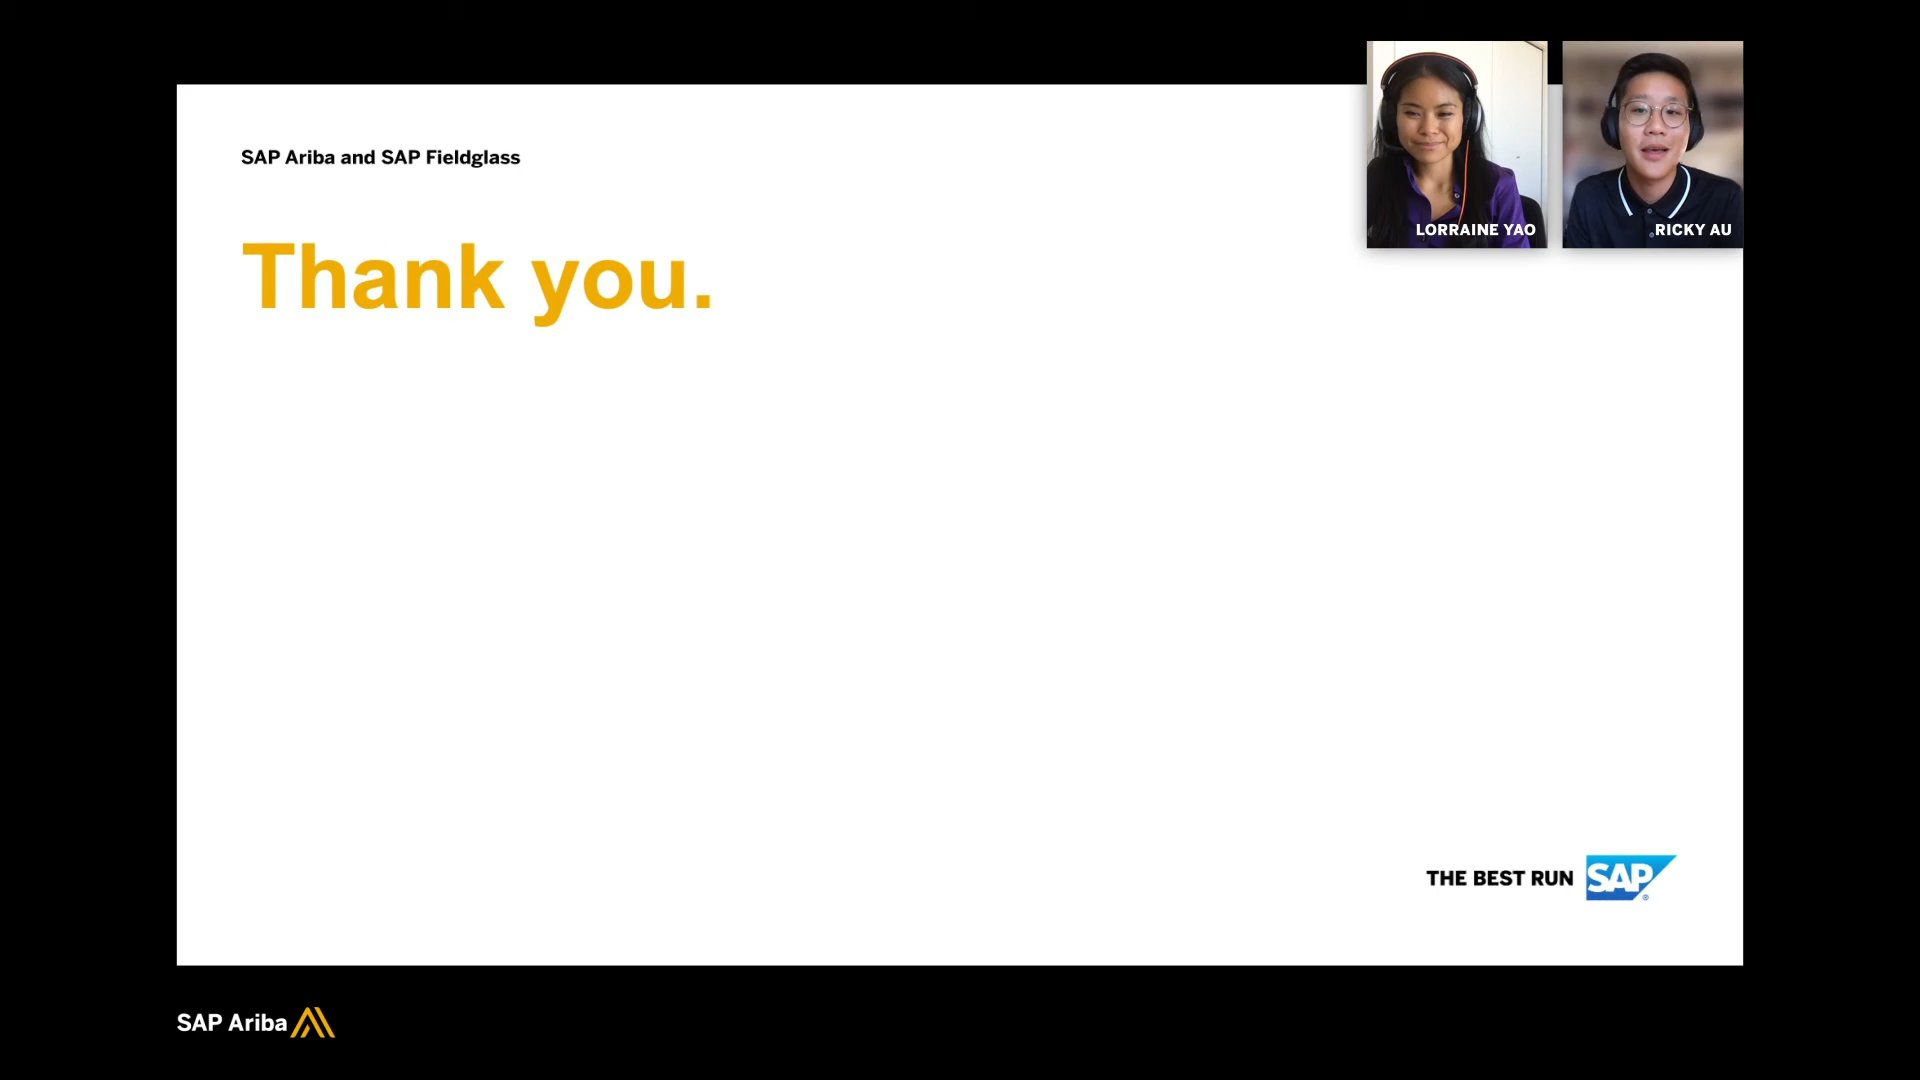 LORRAINE YAO
RICKY AU
SAP Ariba and SAP Fieldglass
Thank you.
THE BEST RUN SAP®
SAP Ariba